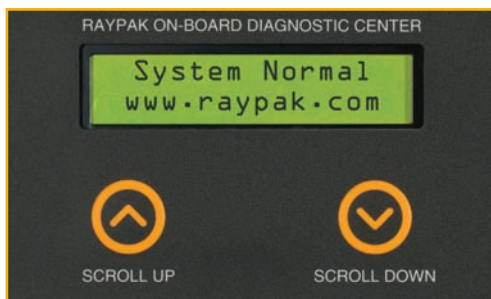 RAYPAK ON-BOARD DIAGNOSTIC CENTER
System Normal
www.raypak.com
SCROLL UP
SCROLL DOWN